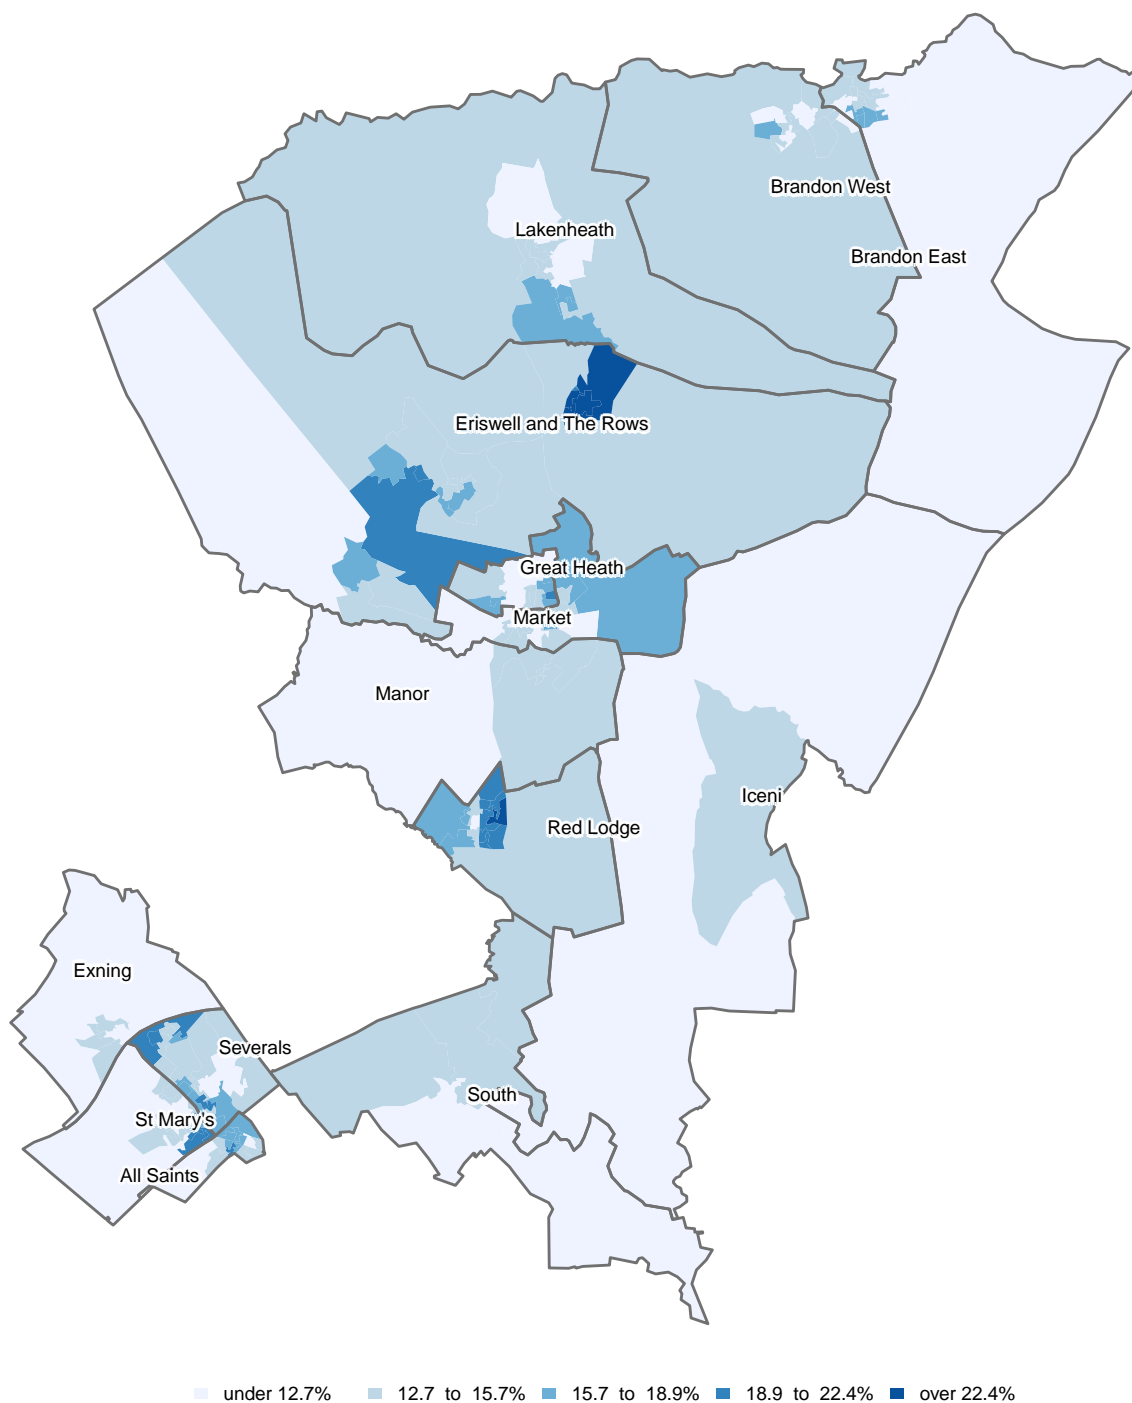 Brandon West
Lakenheath
Brandon East
Eriswell and The Rows
Great Heath
Market
Manor
Iceni
Red Lodge
Exning
Severals
South
St Mary's
All Saints
under 12.7% 12.7 to 15.7% 15.7 to 18.9% 18.9 to 22.4% over 22.4%